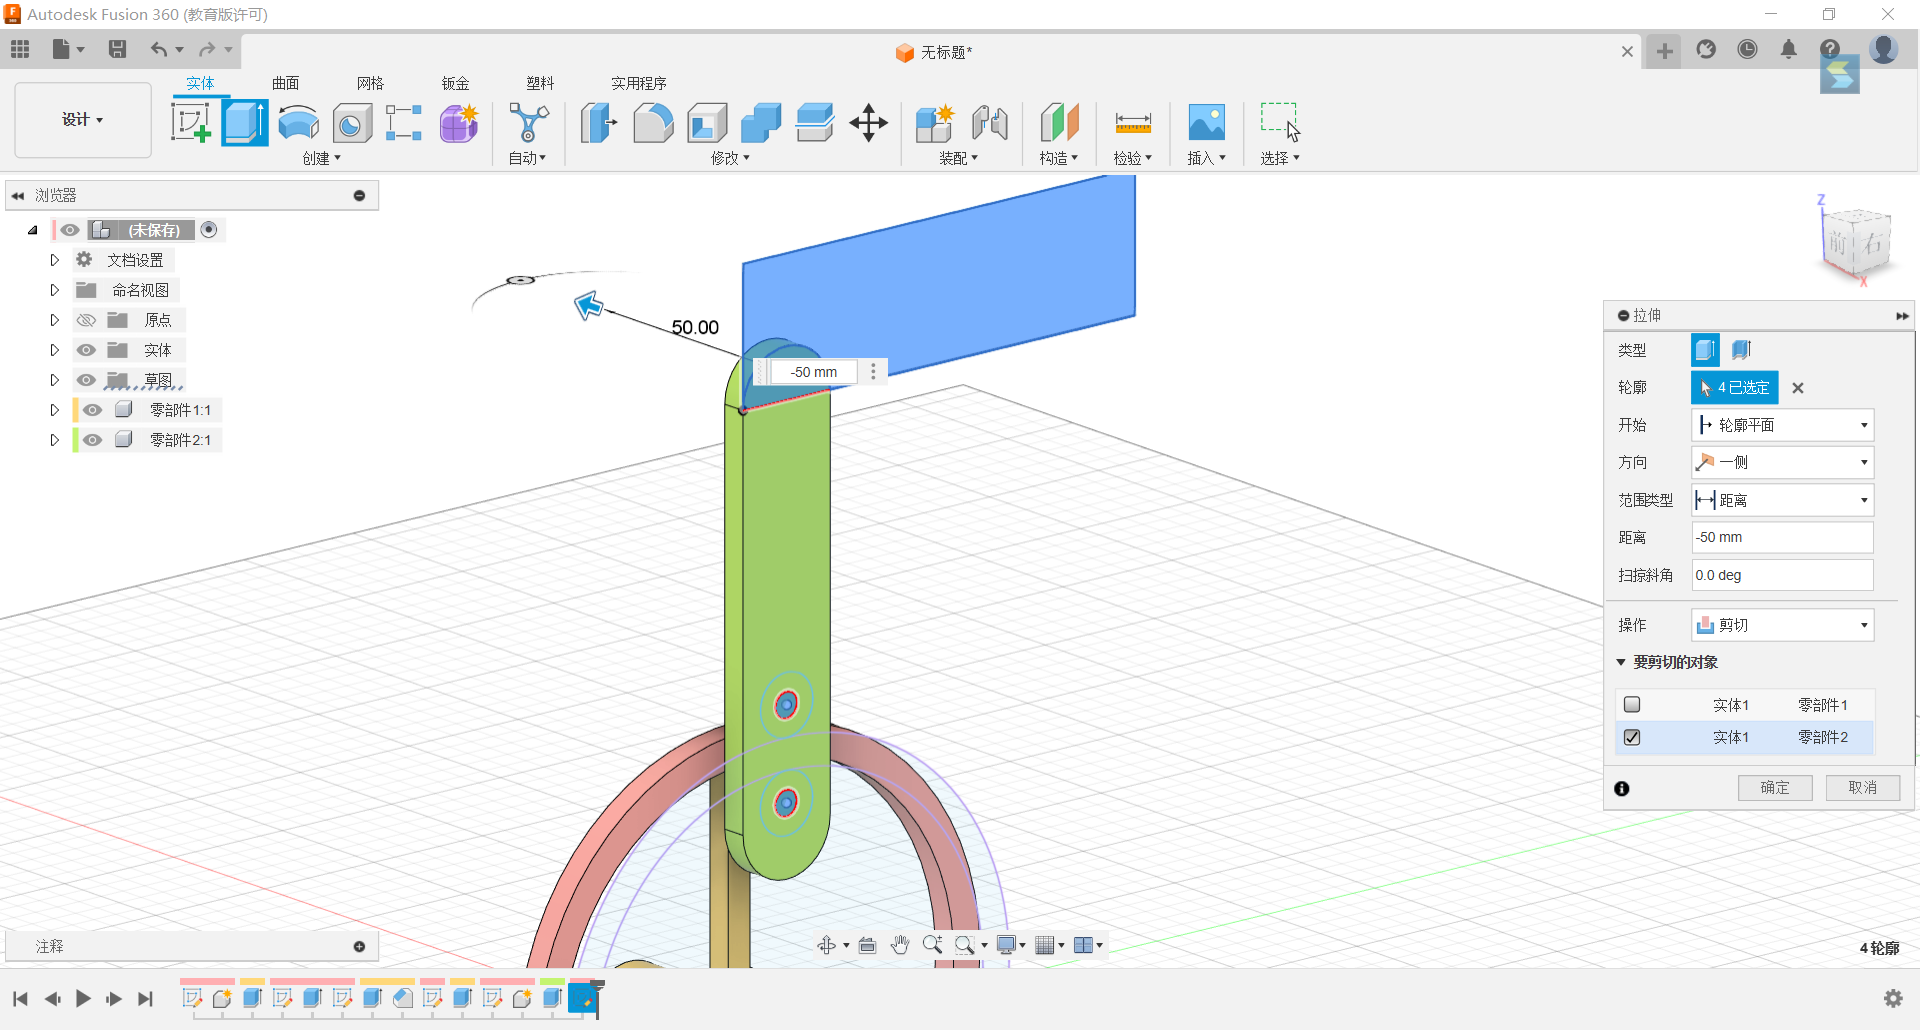 Autodesk Fusion 360 (教育版许可)
无标题*
实体 曲面 网格 钣金 塑料 实用程序
设计
创建 自动 修改 装配 构造 检验 插入 选择
浏览器
(未保存)
文档设置
命名视图
原点
实体
草图
零部件1:1
零部件2:1
50.00
-50 mm
Z
前 右
X
拉伸
类型
轮廓 4 已选定
开始 轮廓平面
方向 一侧
范围类型 距离
距离 -50 mm
扫掠斜角 0.0 deg
操作 剪切
要剪切的对象
实体1 零部件1
实体1 零部件2
确定 取消
注释
4 轮廓